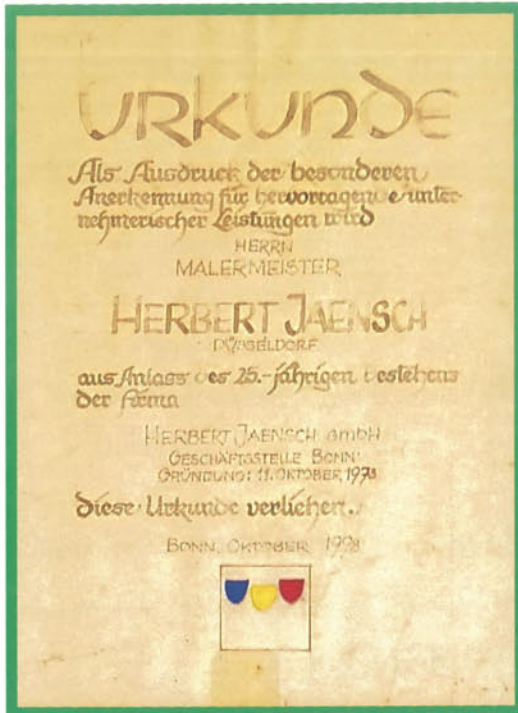 URKUNDE
Als Ausdruck der besonderen
Anerkennung für hervorragende unter-
nehmerischer Leistungen wird
HERRN
MALERMEISTER
HERBERT JAENSCH
DÜSSELDORF
aus Anlass des 25.-jährigen bestehens
der firma
HERBERT JAENSCH GmbH
GESCHÄFTSSTELLE BONN
GRÜNDUNG: 11. OKTOBER 1973
diese Urkunde verliehen.
BONN, OKTOBER 1998